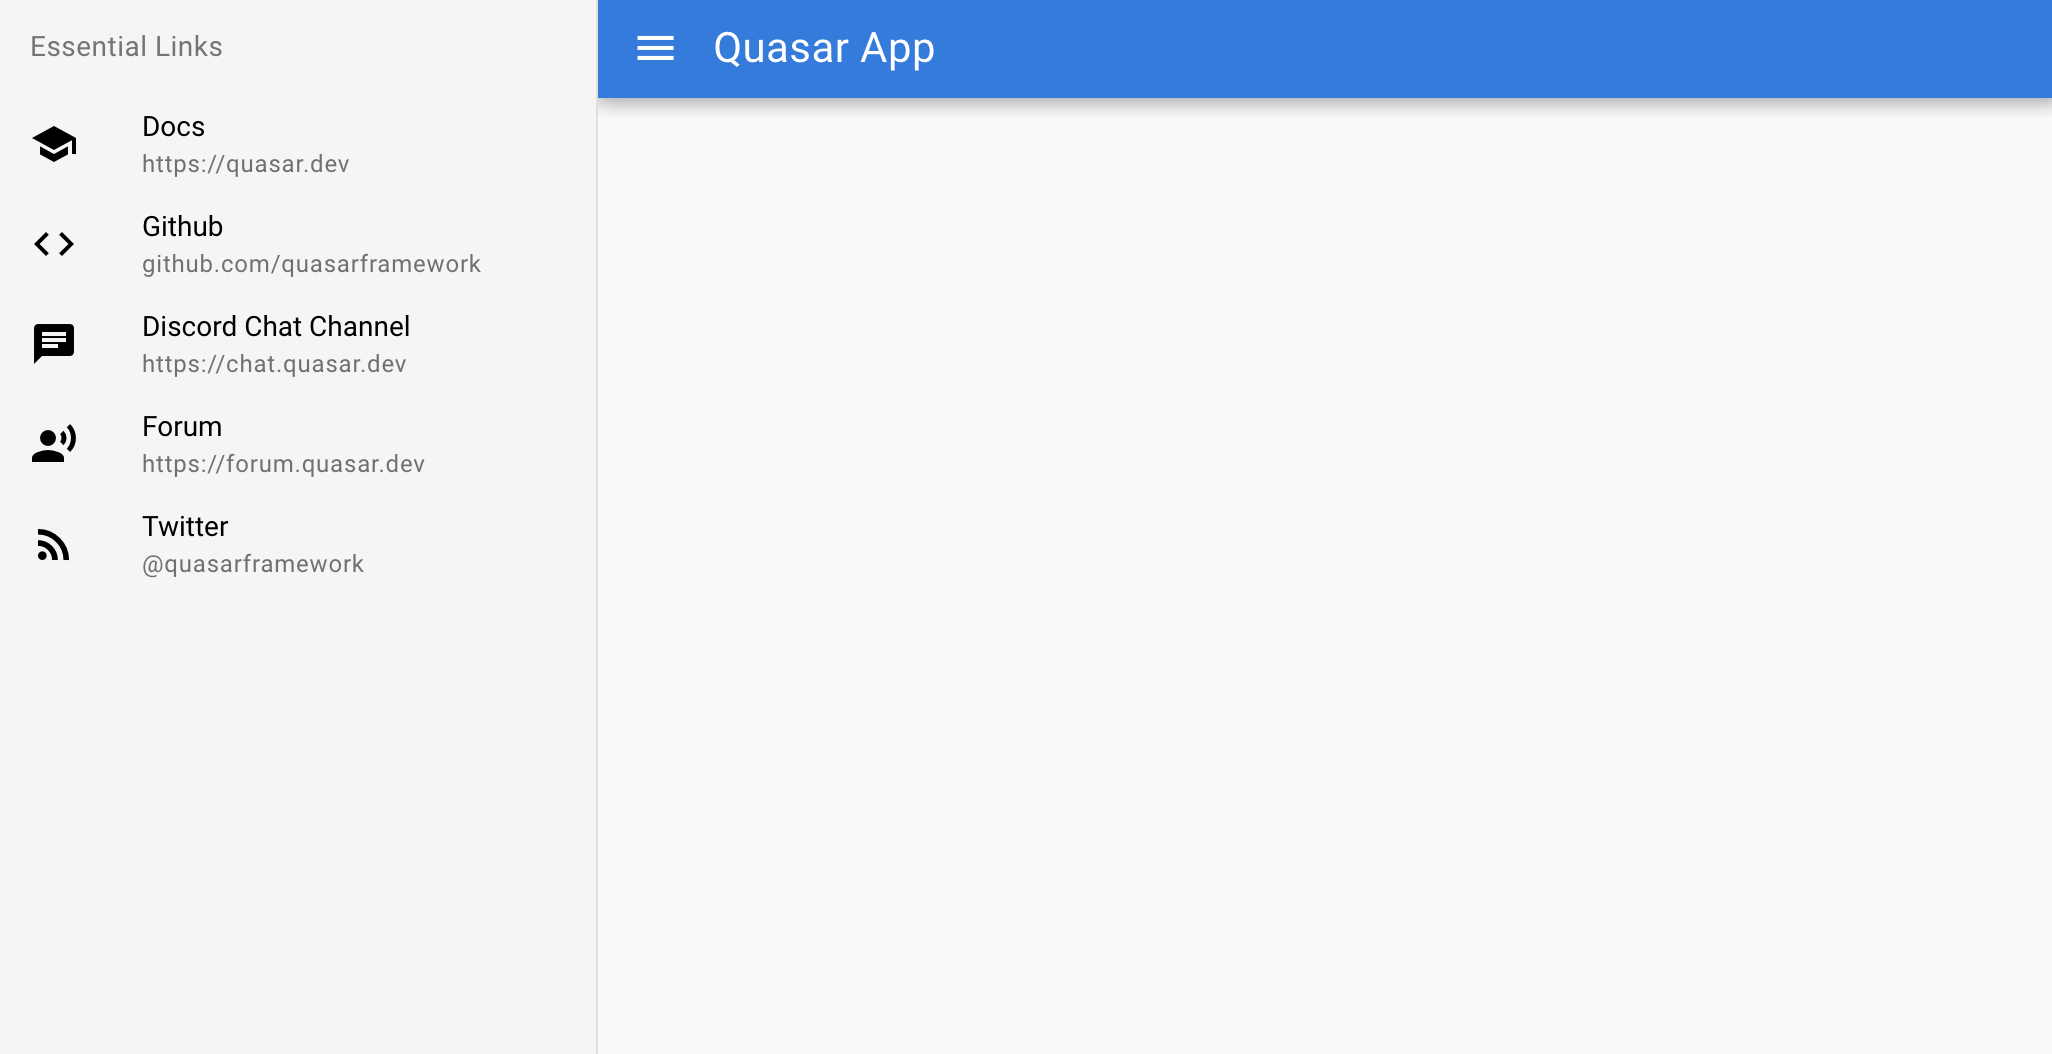 Essential Links
Docs
https://quasar.dev
Github
github.com/quasarframework
Discord Chat Channel
https://chat.quasar.dev
Forum
https://forum.quasar.dev
Twitter
@quasarframework
Quasar App